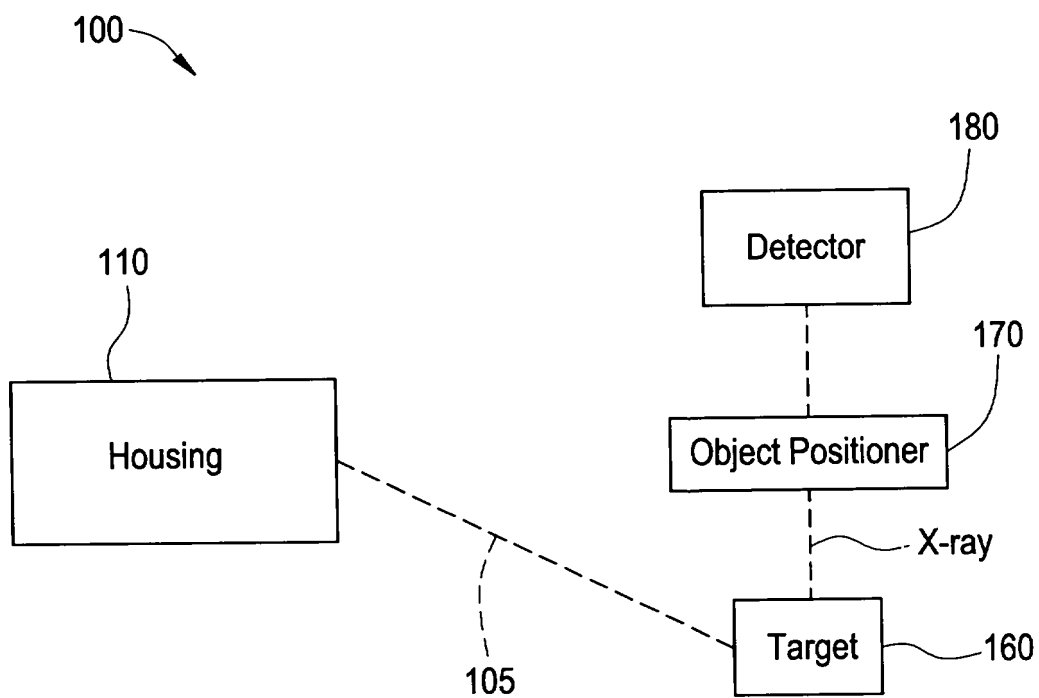 100
180
Detector
110
170
Housing
Object Positioner
X-ray
Target
160
105